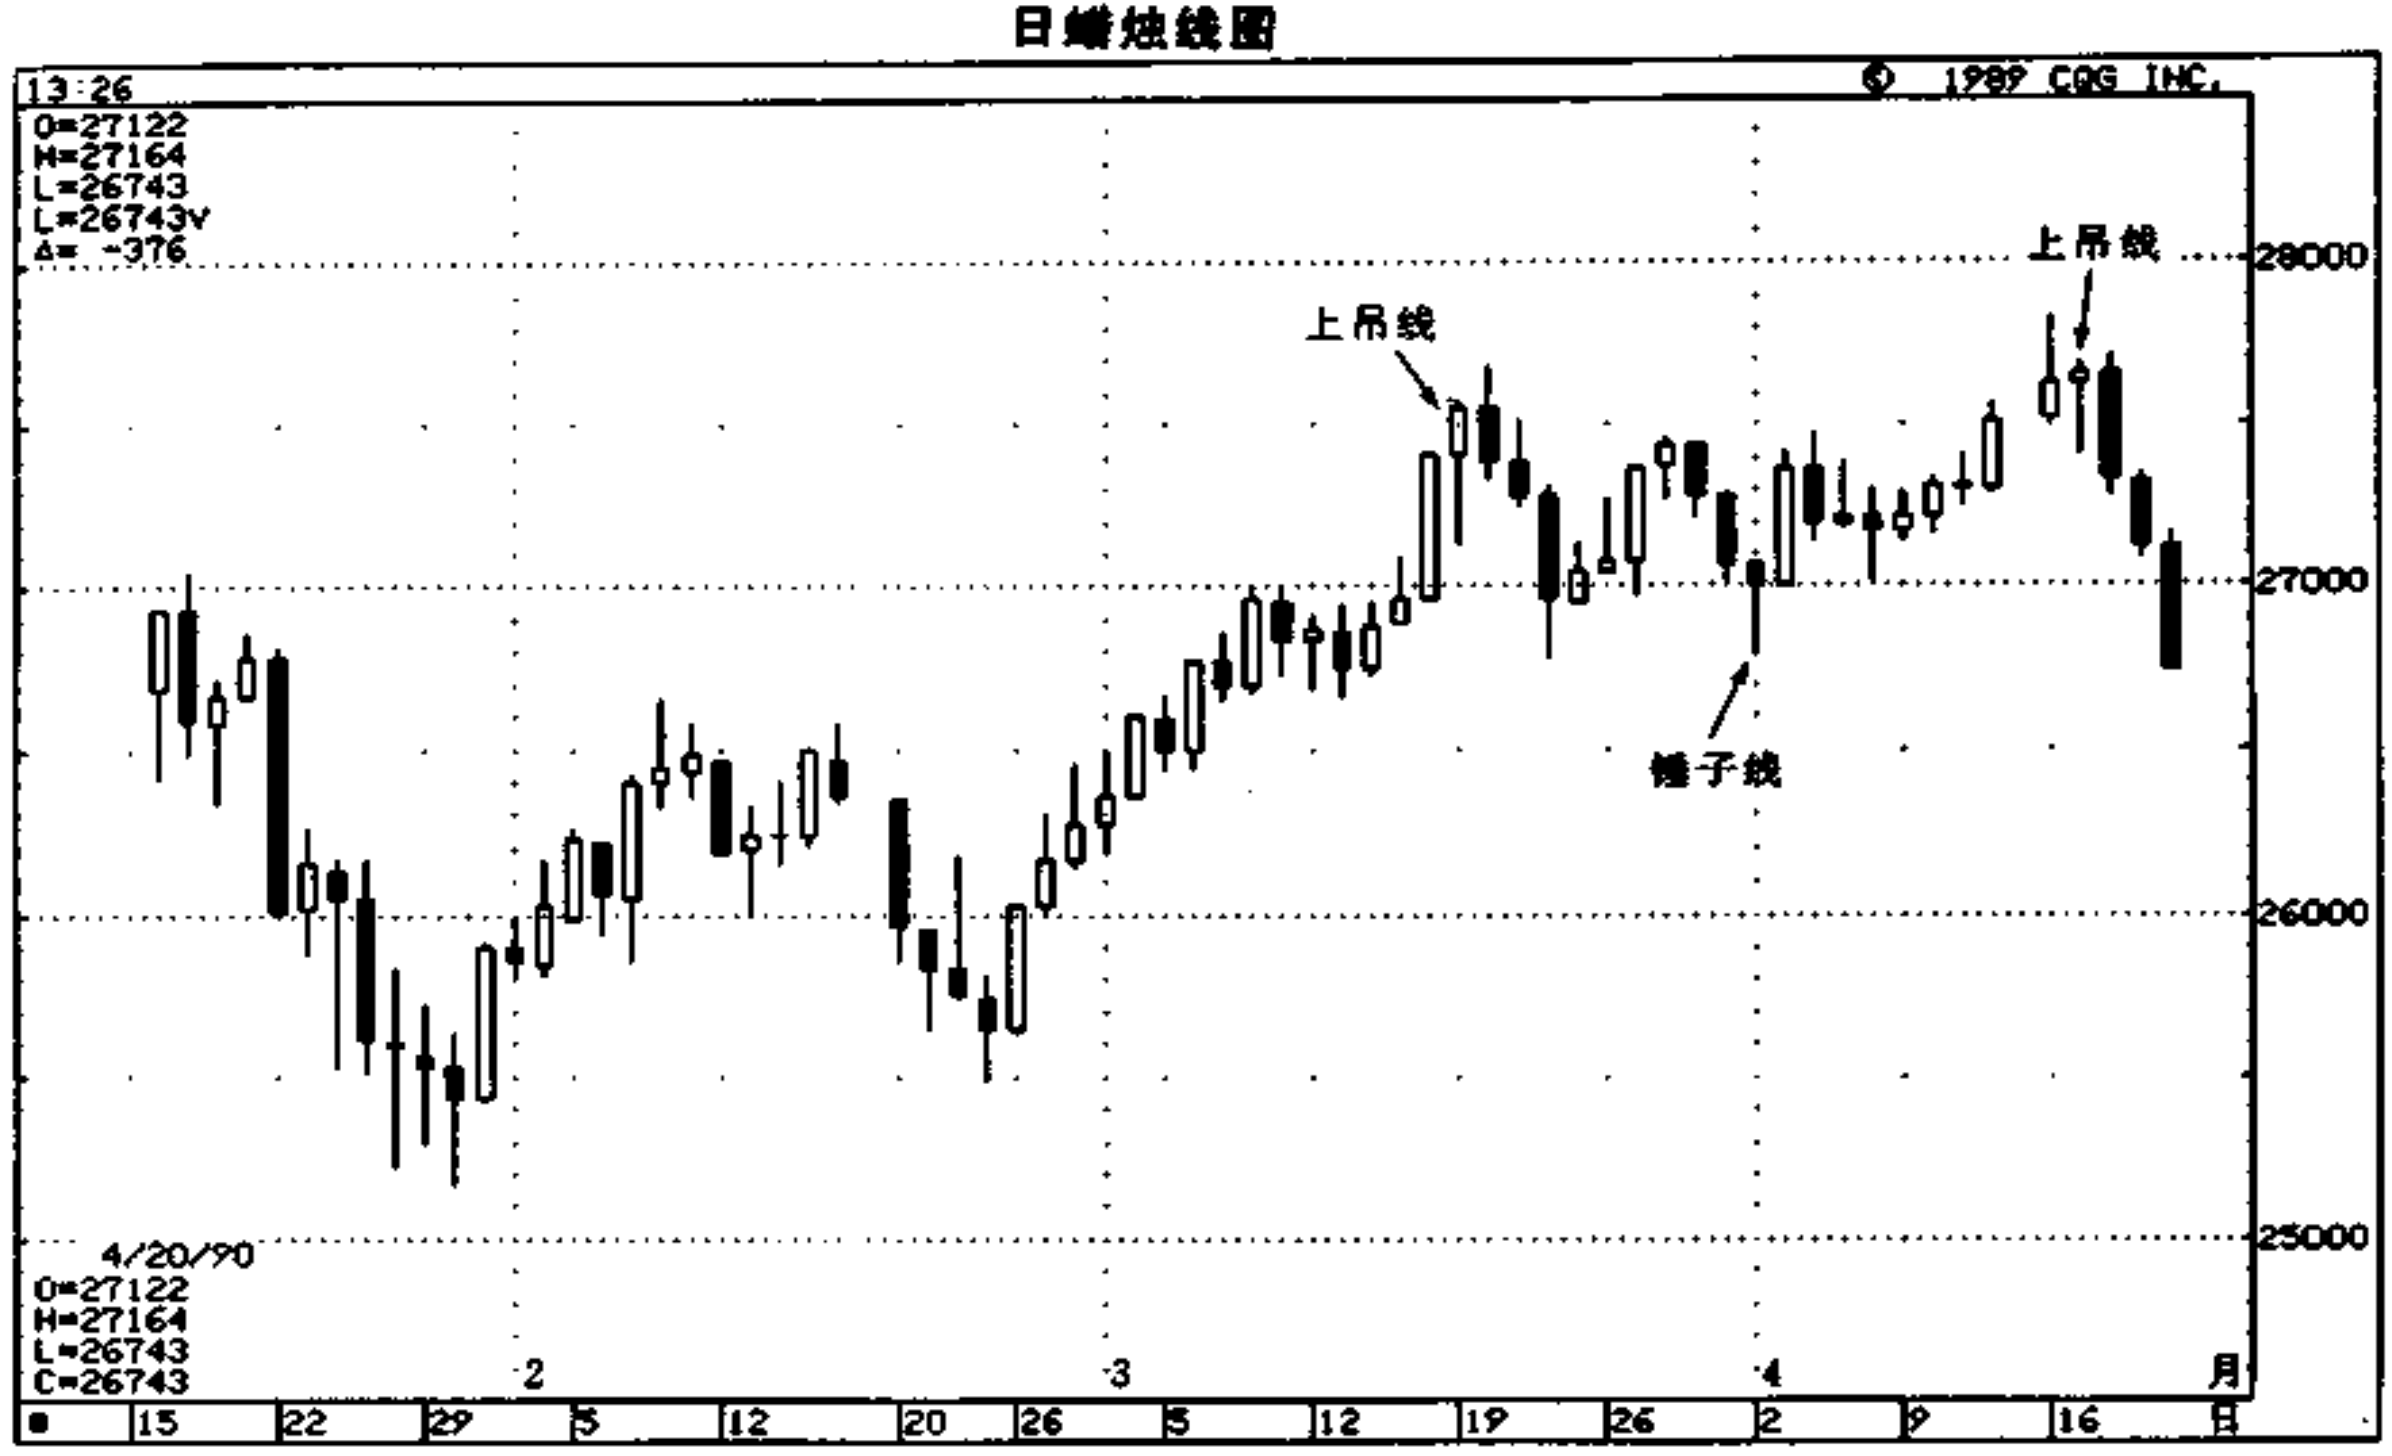 日蜡烛线图
13:26
© 1989 CQG INC.
O=27122
H=27164
L=26743
L=26743V
Δ= -376
上吊线
28000
上吊线
27000
锤子线
26000
25000
4/20/90
O=27122
H=27164
L=26743
C=26743
2 3 4 月
15 22 29 5 12 20 26 5 12 19 26 2 9 16 日